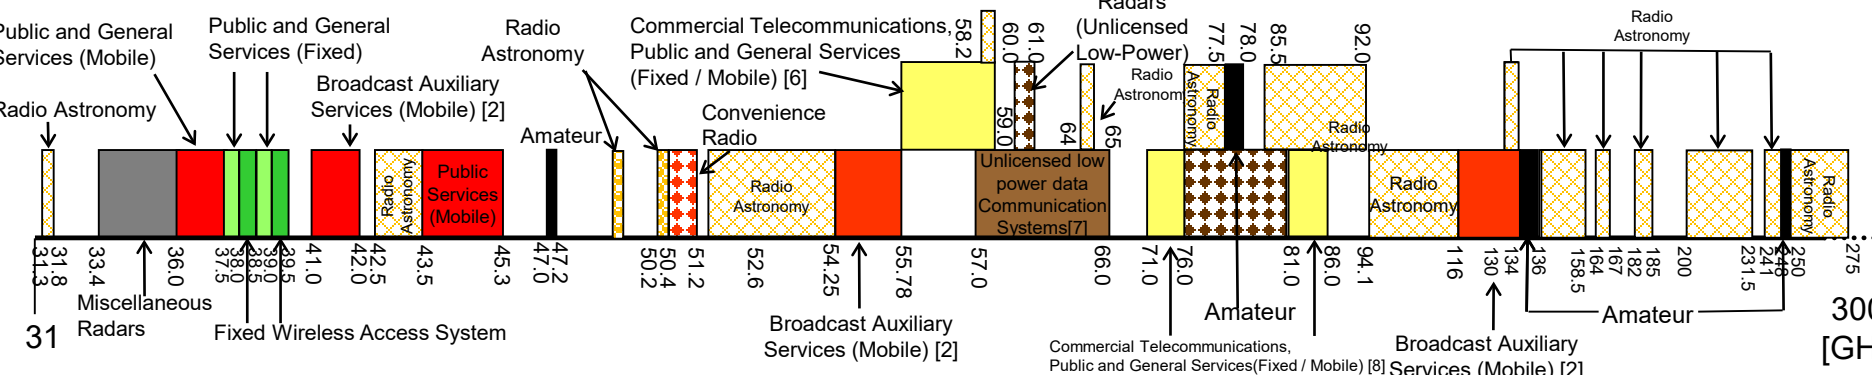 Public and General
Services (Mobile)
Public and General
Services (Fixed)
Radio
Astronomy
Commercial Telecommunications,
Public and General Services
(Fixed / Mobile) [6]
Radars
(Unlicensed
Low-Power)
Radio
Astronomy
Radio Astronomy
Broadcast Auxiliary
Services (Mobile) [2]
Amateur
Convenience
Radio
58.2
60.0
61.0
59.0
64
65
Radio
Astronomy
77.5
78.0
85.5
92.0
Radio
Astronomy
Radio
Astronomy
Radio
Astronomy
Public
Services
(Mobile)
Radio
Astronomy
Unlicensed low
power data
Communication
Systems[7]
Radio
Astronomy
Radio
Astronomy
31.3
31.8
33.4
36.0
37.5
38.0
38.5
39.0
39.5
41.0
42.0
42.5
43.5
45.3
47.0
47.2
50.2
50.4
51.2
52.6
54.25
55.78
57.0
66.0
71.0
76.0
81.0
86.0
94.1
116
130
134
136
158.5
164
167
182
185
200
231.5
241
248
250
275
Miscellaneous
Radars
Fixed Wireless Access System
Broadcast Auxiliary
Services (Mobile) [2]
Amateur
Commercial Telecommunications,
Public and General Services(Fixed / Mobile) [8]
Broadcast Auxiliary
Services (Mobile) [2]
Amateur
31
300
[GH